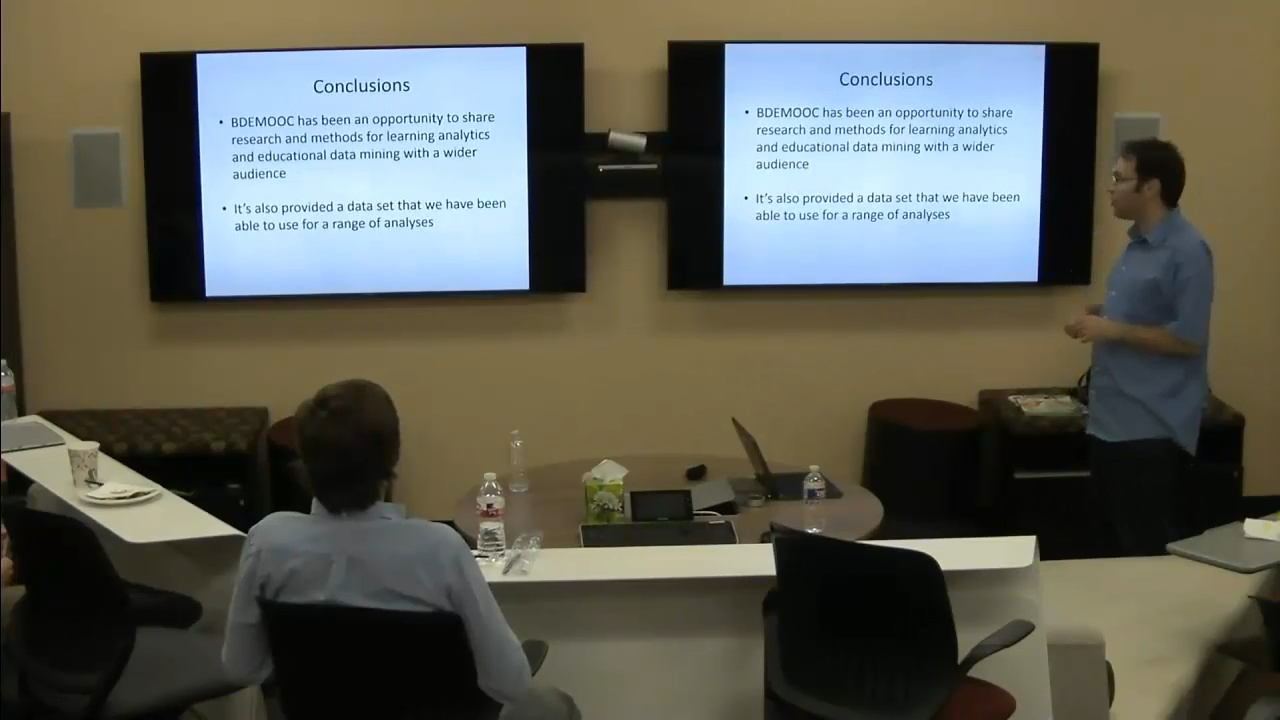 Conclusions
• BDEMOOC has been an opportunity to share
research and methods for learning analytics
and educational data mining with a wider
audience
• It's also provided a data set that we have been
able to use for a range of analyses
Conclusions
• BDEMOOC has been an opportunity to share
research and methods for learning analytics
and educational data mining with a wider
audience
• It's also provided a data set that we have been
able to use for a range of analyses